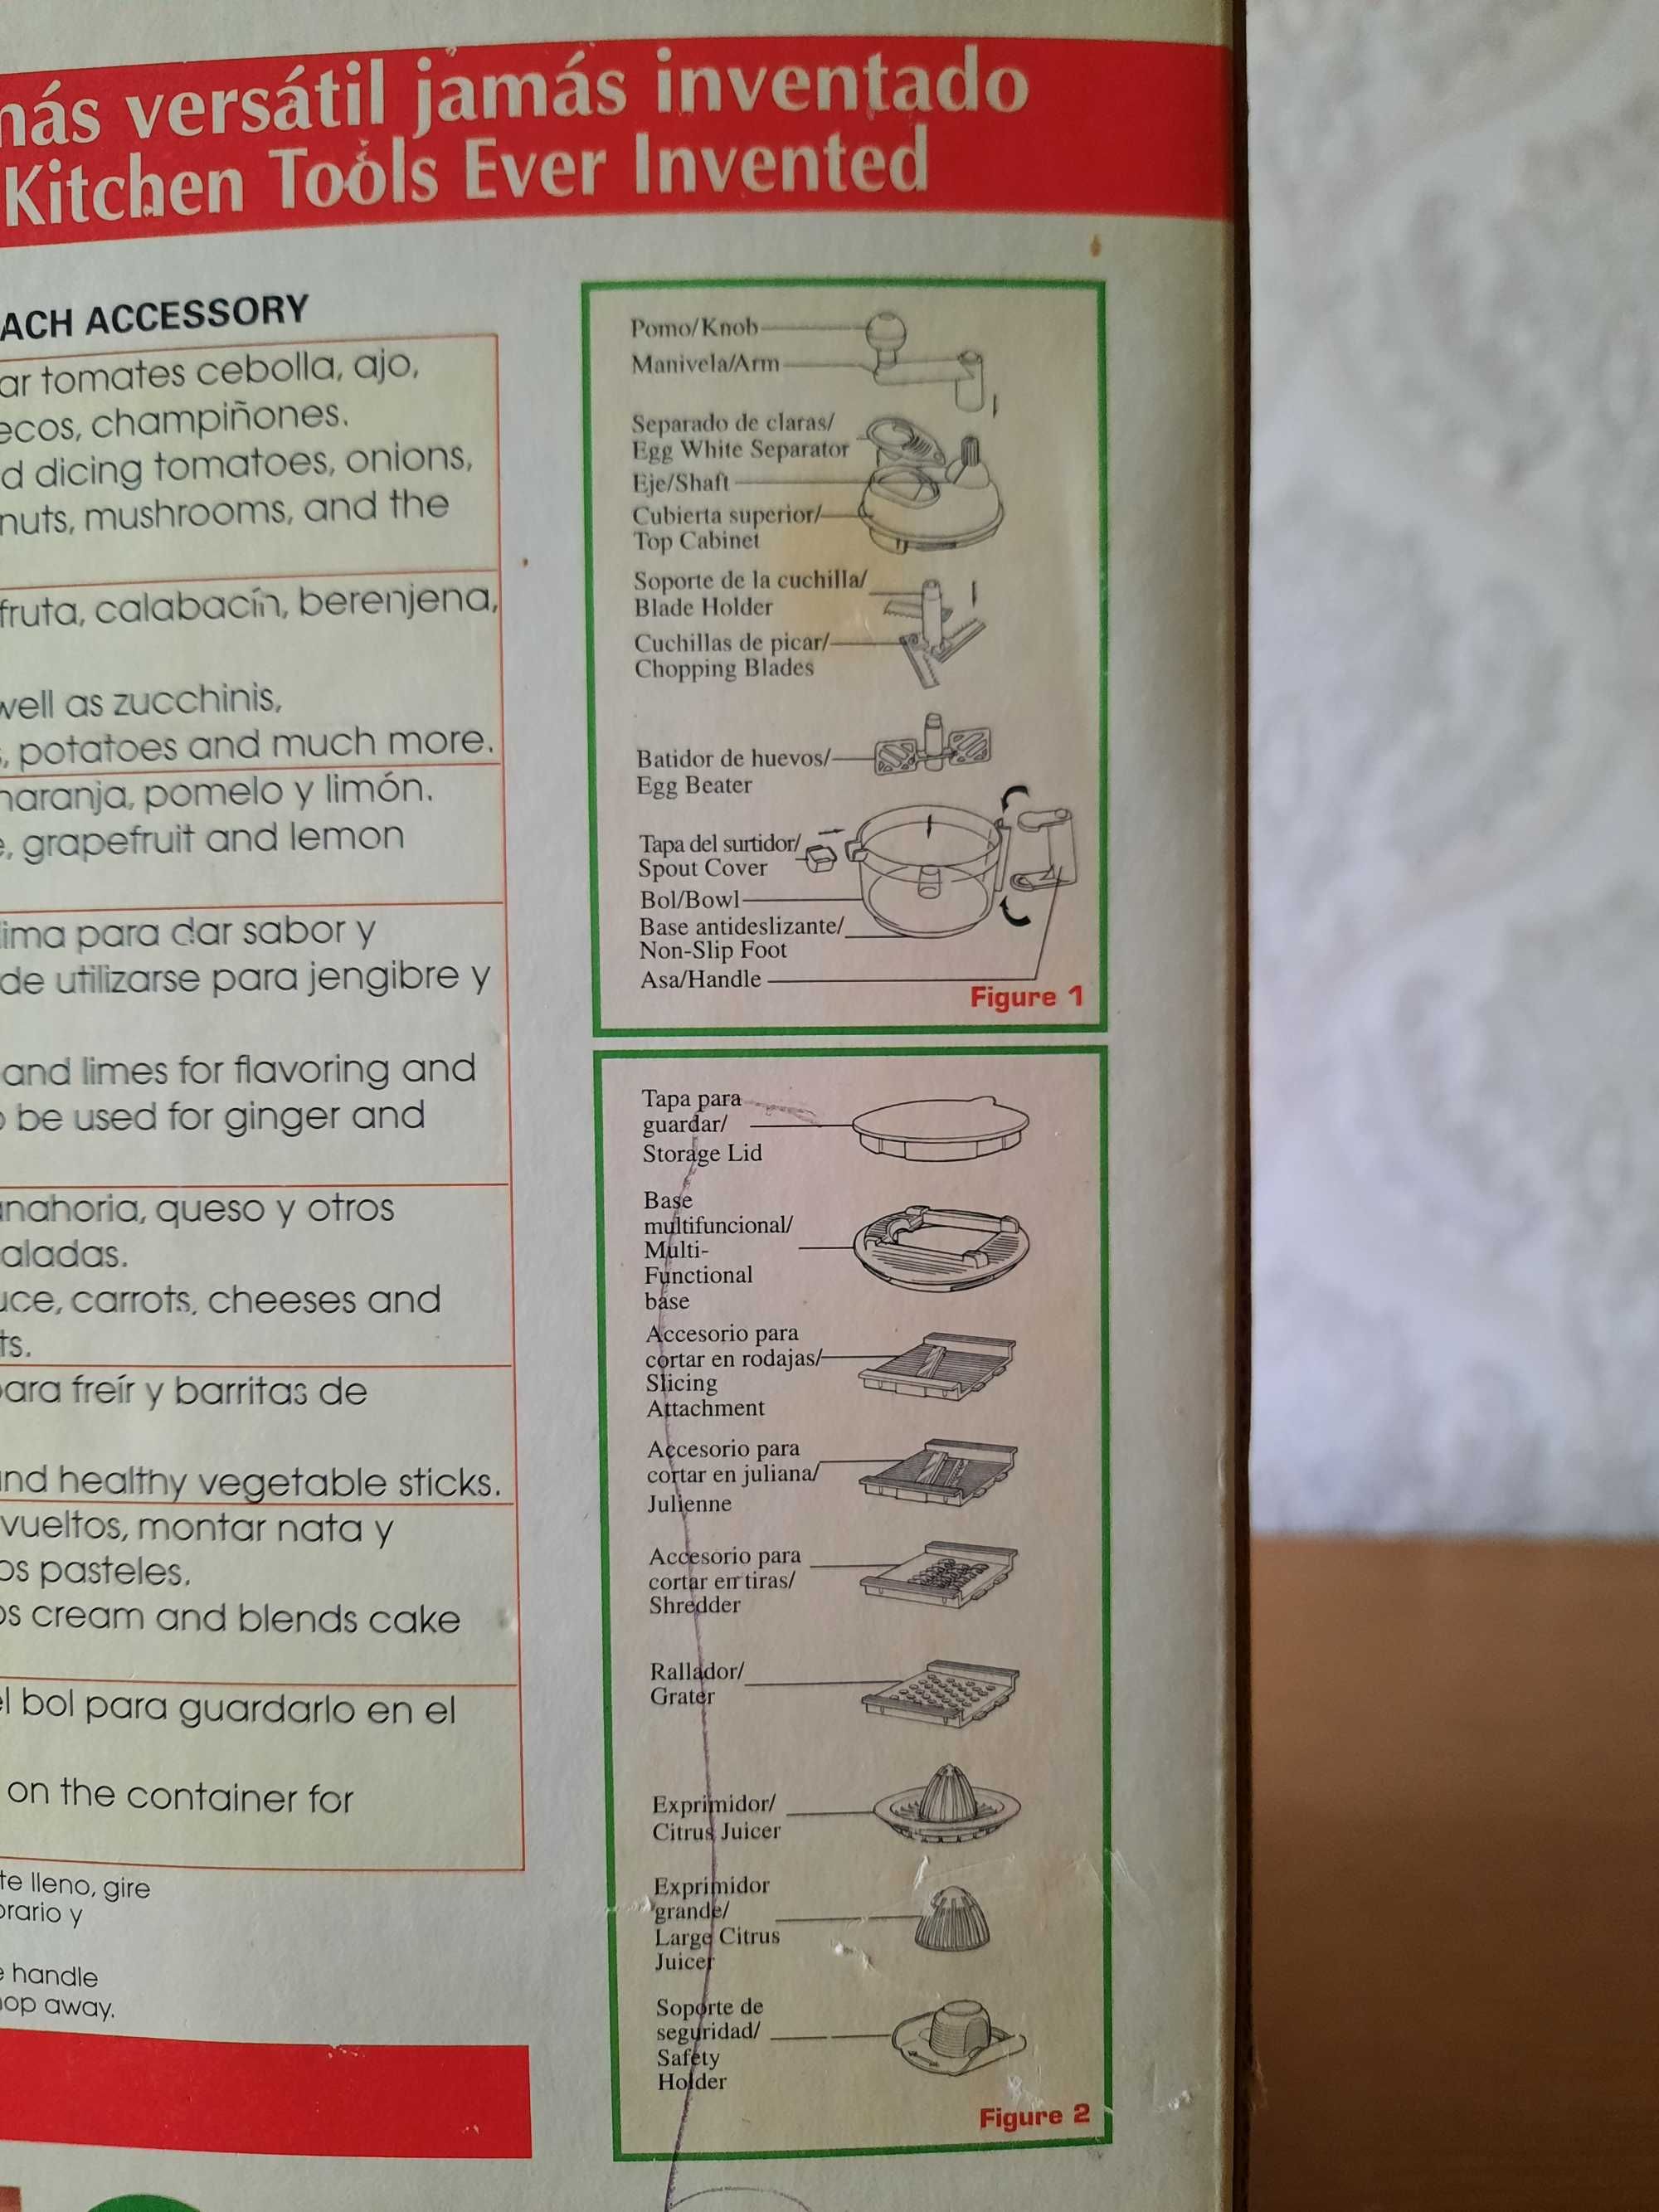 más versátil jamás inventado
Kitchen Tools Ever Invented
ACH ACCESSORY
ar tomates cebolla, ajo,
ecos, champiñones.
d dicing tomatoes, onions,
nuts, mushrooms, and the
fruta, calabacín, berenjena,
well as zucchinis,
s, potatoes and much more.
naranja, pomelo y limón.
e, grapefruit and lemon
lima para dar sabor y
de utilizarse para jengibre y
and limes for flavoring and
o be used for ginger and
anahoria, queso y otros
aladas.
uce, carrots, cheeses and
ts.
para freír y barritas de
and healthy vegetable sticks.
vueltos, montar nata y
os pasteles.
os cream and blends cake
el bol para guardarlo en el
on the container for
te lleno, gire
orario y
e handle
hop away.
Pomo/Knob
Manivela/Arm
Separado de claras/
Egg White Separator
Eje/Shaft
Cubierta superior/
Top Cabinet
Soporte de la cuchilla/
Blade Holder
Cuchillas de picar/
Chopping Blades
Batidor de huevos/
Egg Beater
Tapa del surtidor/
Spout Cover
Bol/Bowl
Base antideslizante/
Non-Slip Foot
Asa/Handle
Figure 1
Tapa para
guardar/
Storage Lid
Base
multifuncional/
Multi-
Functional
base
Accesorio para
cortar en rodajas/
Slicing
Attachment
Accesorio para
cortar en juliana/
Julienne
Accesorio para
cortar en tiras/
Shredder
Rallador/
Grater
Exprimidor/
Citrus Juicer
Exprimidor
grande/
Large Citrus
Juicer
Soporte de
seguridad/
Safety
Holder
Figure 2